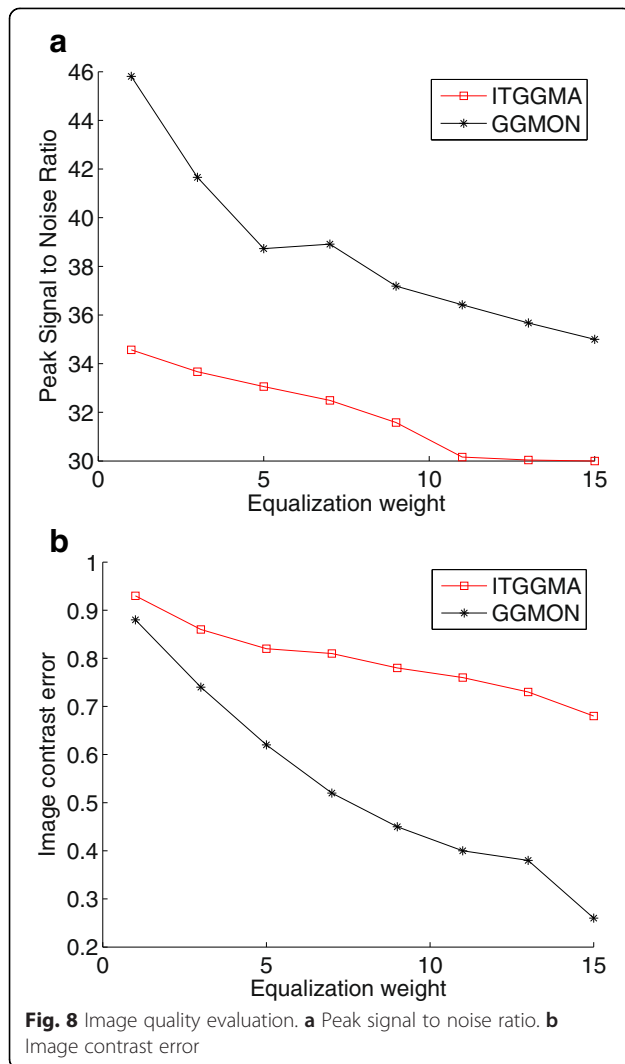 a
46
44
42
40
38
36
34
32
30
Peak Signal to Noise Ratio
ITGGMA
GGMON
0 5 10 15
Equalization weight
b
1
0.9
0.8
0.7
0.6
0.5
0.4
0.3
0.2
Image contrast error
ITGGMA
GGMON
0 5 10 15
Equalization weight
Fig. 8 Image quality evaluation. a Peak signal to noise ratio. b
Image contrast error